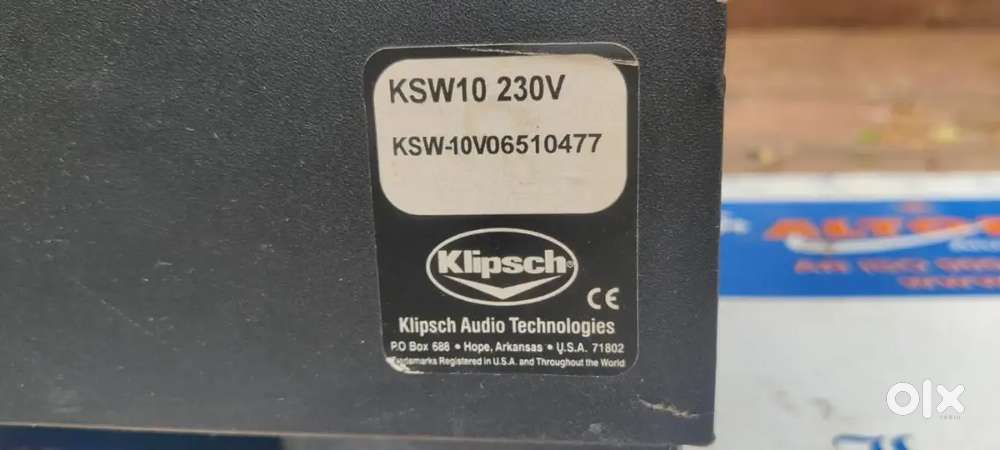 KSW10 230V
KSW-10V06510477
Klipsch®
CE
Klipsch Audio Technologies
P.O Box 688 • Hope, Arkansas • U.S.A. 71802
Trademarks Registered in U.S.A. and Throughout the World
olx